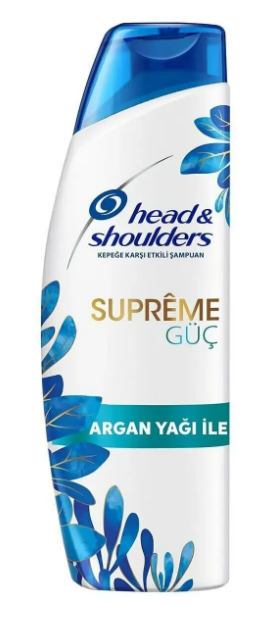 head &
shoulders
KEPEĞE KARŞI ETKİLİ ŞAMPUAN
SUPRÊME
GÜÇ
ARGAN YAĞI İLE